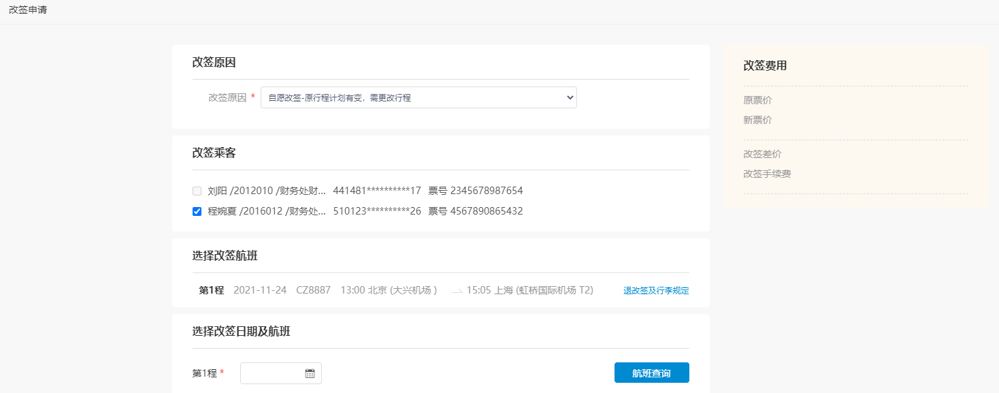 改签申请
改签原因
改签原因 * 自愿改签-原行程计划有变，需更改行程
改签乘客
刘阳 /2012010 /财务处财... 441481**********17 票号 2345678987654
程婉夏 /2016012 /财务处... 510123**********26 票号 4567890865432
选择改签航班
第1程 2021-11-24 CZ8887 13:00 北京 (大兴机场 ) 15:05 上海 (虹桥国际机场 T2) 退改签及行李规定
选择改签日期及航班
第1程 * 航班查询
改签费用
原票价
新票价
改签差价
改签手续费